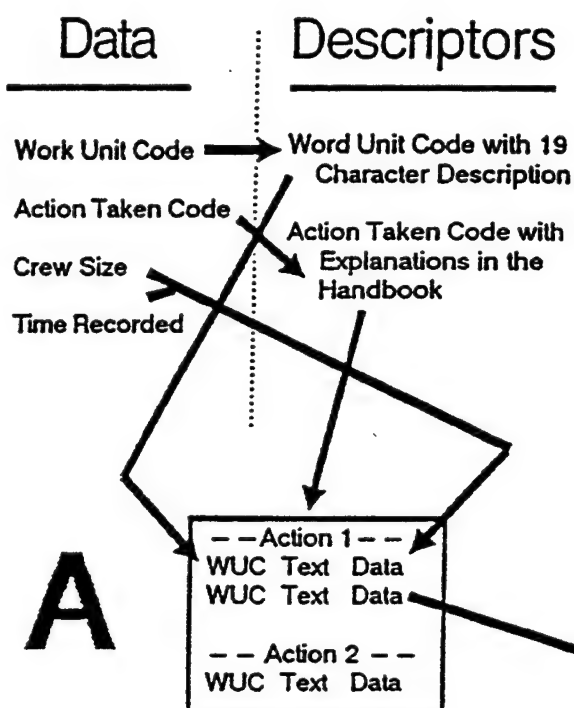 Data
Descriptors
Work Unit Code
Word Unit Code with 19
Character Description
Action Taken Code
Action Taken Code with
Explanations in the
Handbook
Crew Size
Time Recorded
A
– – Action 1 – –
WUC Text Data
WUC Text Data
– – Action 2 – –
WUC Text Data